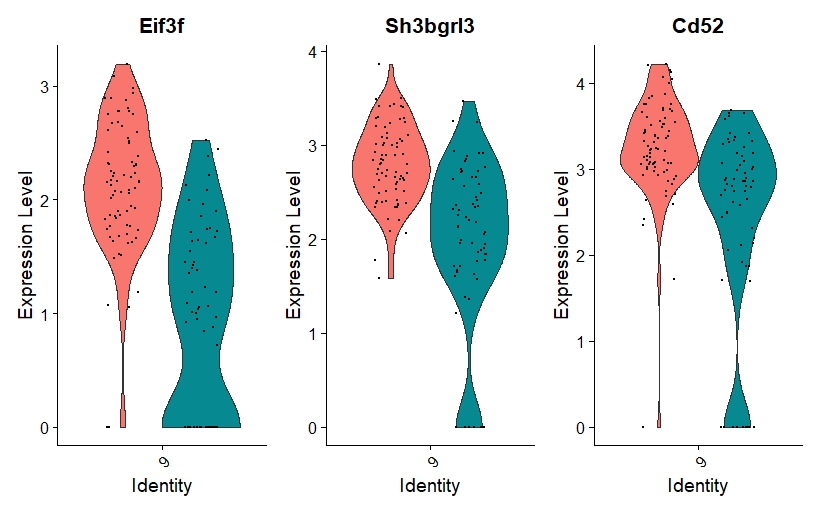 Eif3f
Expression Level
3
2
1
0
9
Identity
Sh3bgrl3
Expression Level
4
3
2
1
0
9
Identity
Cd52
Expression Level
4
3
2
1
0
9
Identity